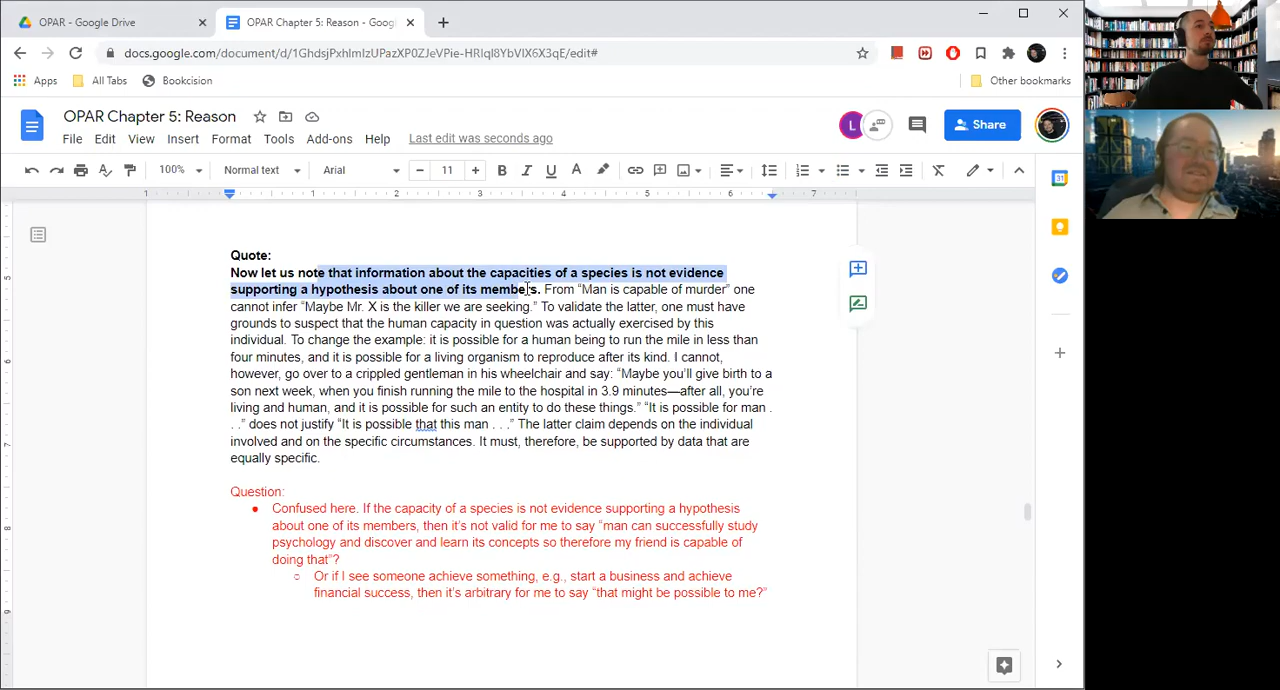 OPAR - Google Drive
OPAR Chapter 5: Reason - Googl
docs.google.com/document/d/
Apps
All Tabs
Bookcision
Other bookmarks
OPAR Chapter 5: Reason
File Edit View Insert Format Tools Add-ons Help Last edit was seconds ago
L
Share
100% Normal text Arial 11
1 1 2 3 4 5 6 7
Quote:
Now let us note that information about the capacities of a species is not evidence
supporting a hypothesis about one of its members. From “Man is capable of murder” one
cannot infer “Maybe Mr. X is the killer we are seeking.” To validate the latter, one must have
grounds to suspect that the human capacity in question was actually exercised by this
individual. To change the example: it is possible for a human being to run the mile in less than
four minutes, and it is possible for a living organism to reproduce after its kind. I cannot,
however, go over to a crippled gentleman in his wheelchair and say: “Maybe you’ll give birth to a
son next week, when you finish running the mile to the hospital in 3.9 minutes—after all, you’re
living and human, and it is possible for such an entity to do these things.” “It is possible for man .
. .” does not justify “It is possible that this man . . .” The latter claim depends on the individual
involved and on the specific circumstances. It must, therefore, be supported by data that are
equally specific.
Question:
Confused here. If the capacity of a species is not evidence supporting a hypothesis
about one of its members, then it’s not valid for me to say “man can successfully study
psychology and discover and learn its concepts so therefore my friend is capable of
doing that”?
Or if I see someone achieve something, e.g., start a business and achieve
financial success, then it’s arbitrary for me to say “that might be possible to me?”
5
6
7
8
9
31